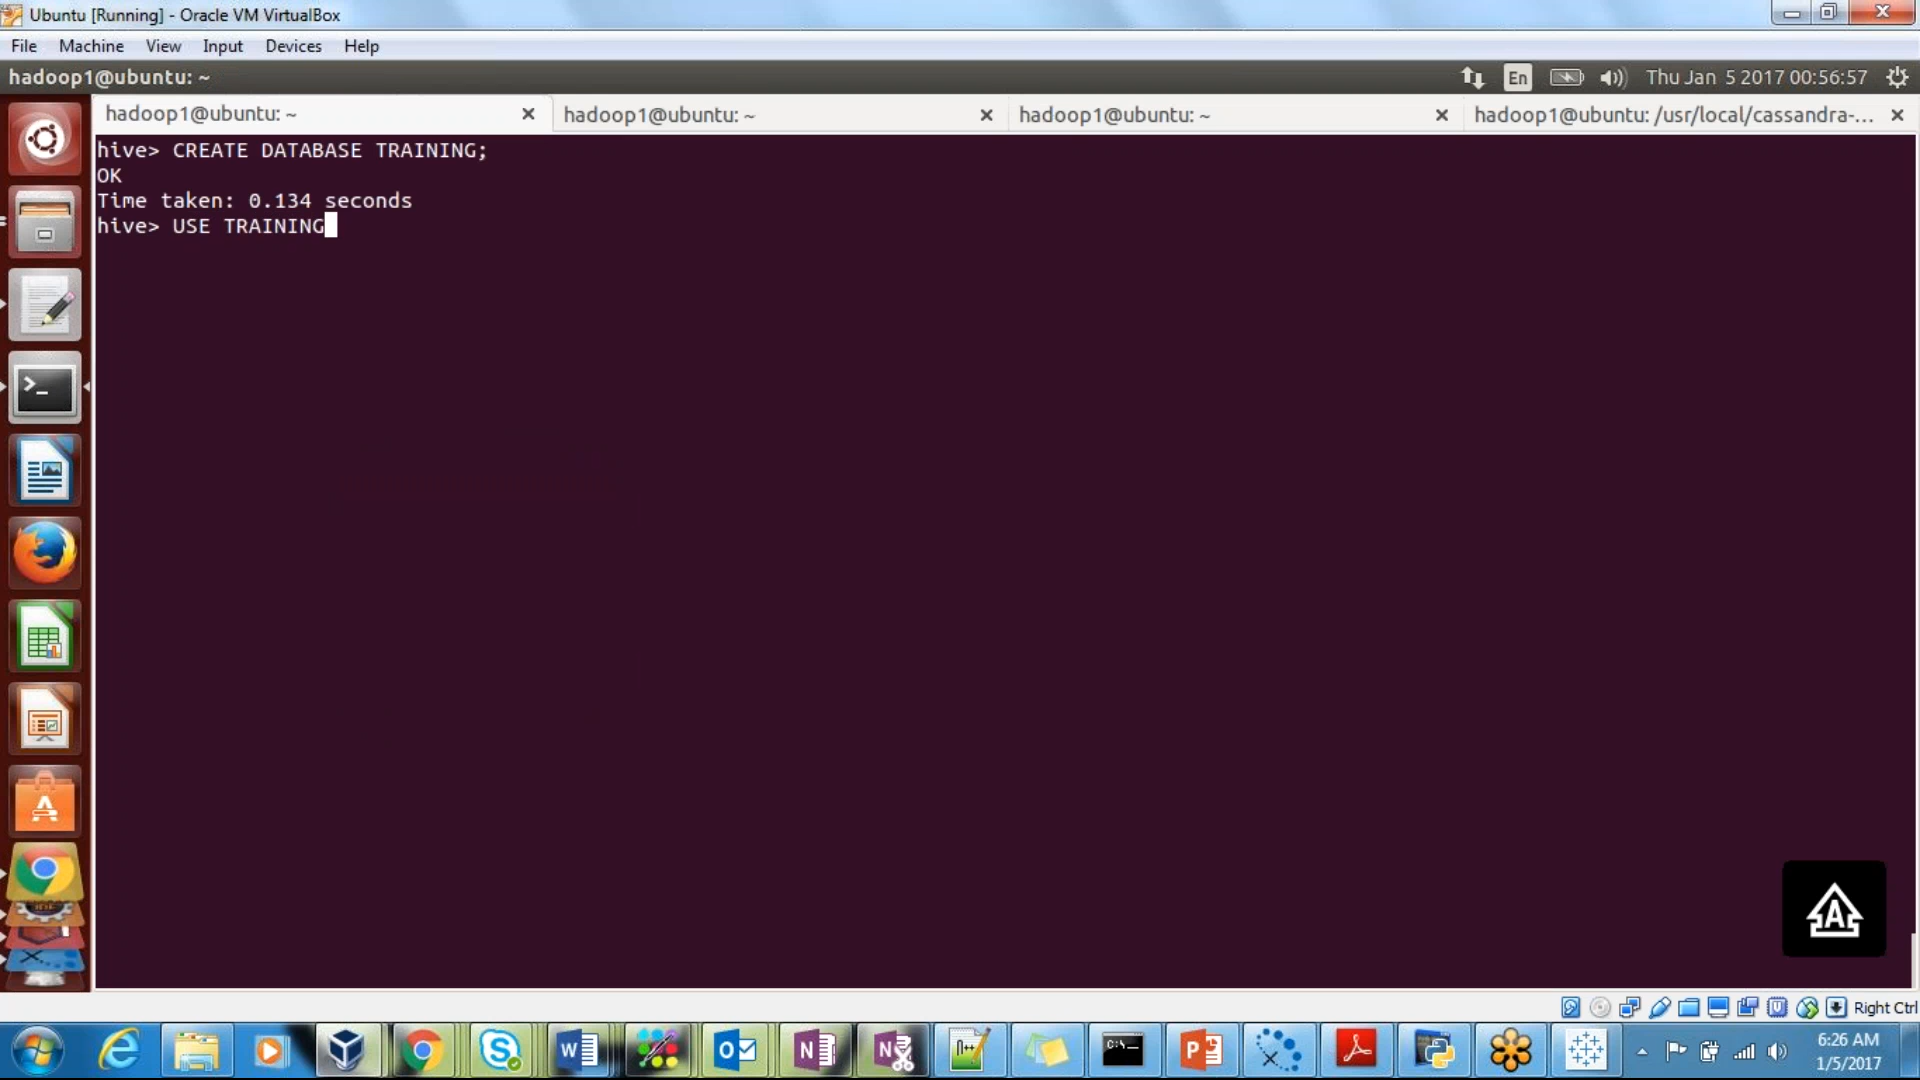 Ubuntu [Running] - Oracle VM VirtualBox
File Machine View Input Devices Help
hadoop1@ubuntu: ~
En
Thu Jan 5 2017 00:56:57
hadoop1@ubuntu: ~
hadoop1@ubuntu: ~
hadoop1@ubuntu: ~
hadoop1@ubuntu: /usr/local/cassandra-...
hive> CREATE DATABASE TRAINING;
OK
Time taken: 0.134 seconds
hive> USE TRAINING
A
Right Ctrl
6:26 AM
1/5/2017